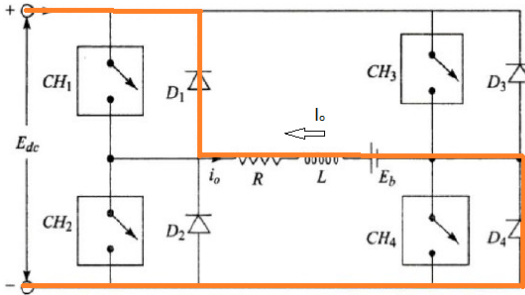 +
CH1 D1 CH3 D3
Io
Edc
io R L Eb
CH2 D2 CH4 D4
−